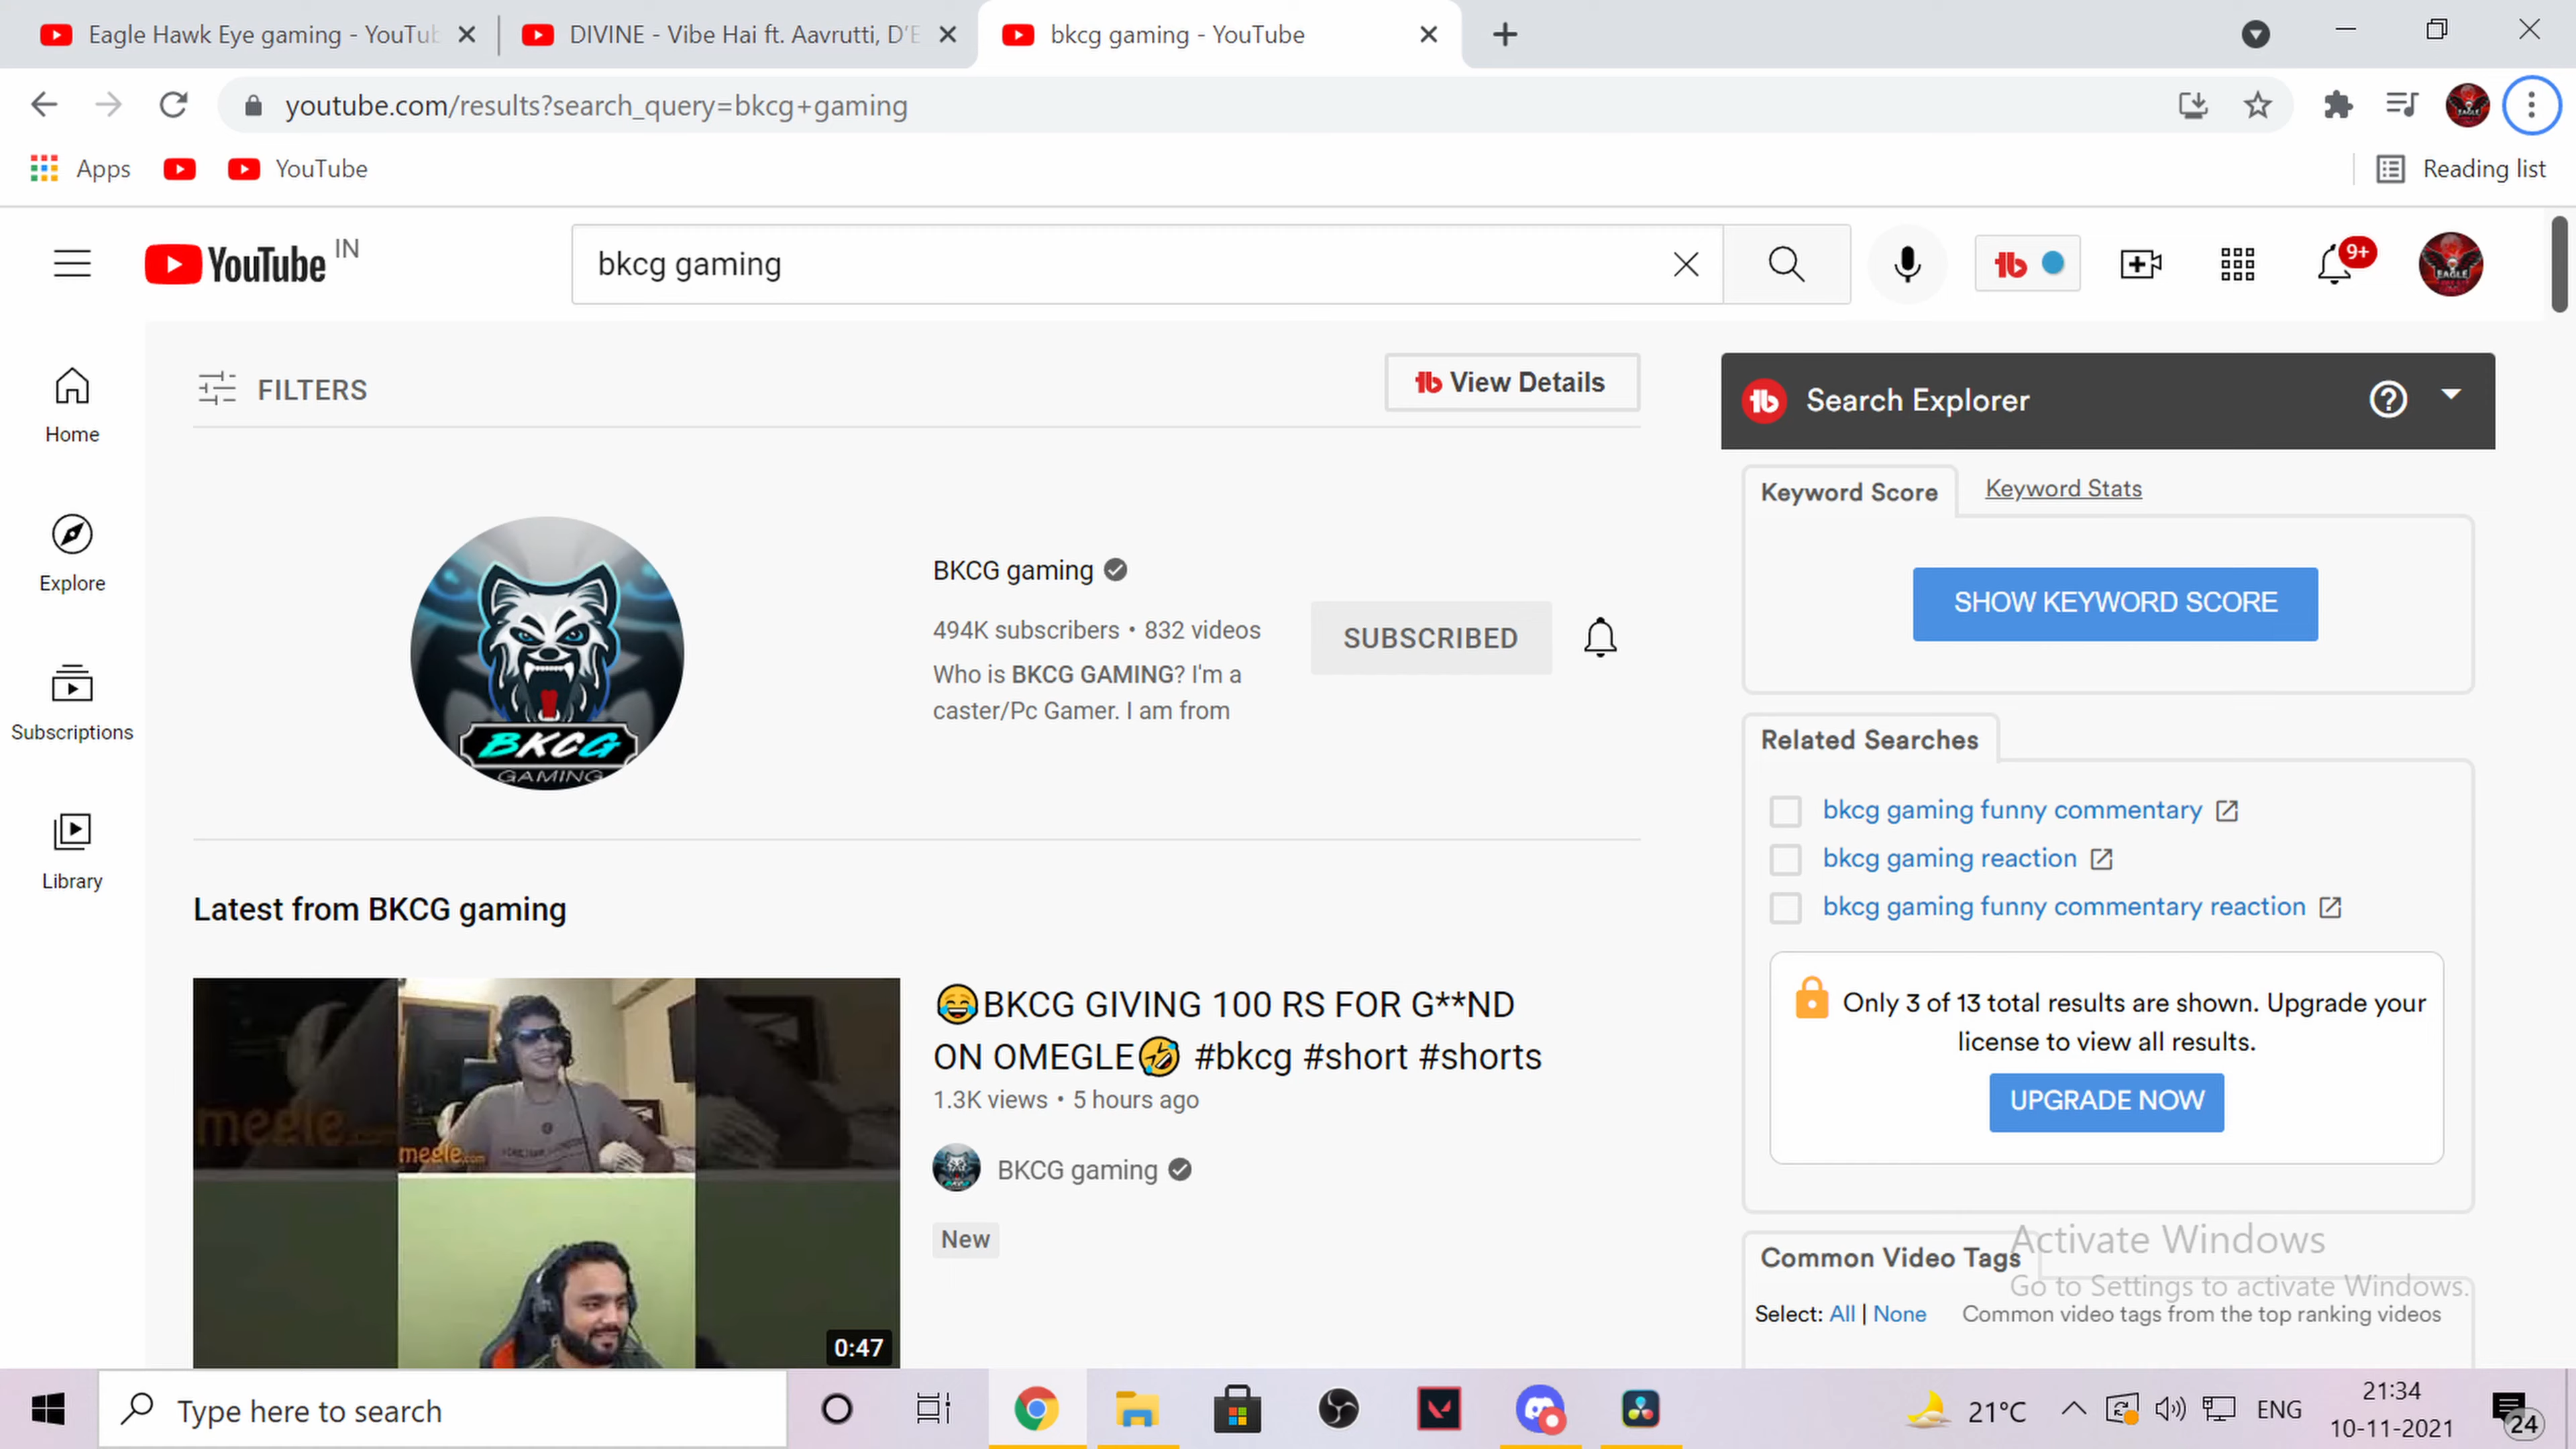 Eagle Hawk Eye gaming - YouTub
DIVINE - Vibe Hai ft. Aavrutti, D'E
bkcg gaming - YouTube
youtube.com/results?search_query=bkcg+gaming
Apps
YouTube
Reading list
YouTube IN
bkcg gaming
tb
9+
EAGLE
FILTERS
tb View Details
Home
Explore
Subscriptions
Library
BKCG
GAMING
BKCG gaming
494K subscribers • 832 videos
Who is BKCG GAMING? I'm a
caster/Pc Gamer. I am from
SUBSCRIBED
Latest from BKCG gaming
meegle.com
0:47
😂BKCG GIVING 100 RS FOR G**ND
ON OMEGLE🤣 #bkcg #short #shorts
1.3K views • 5 hours ago
BKCG gaming
New
tb Search Explorer
Keyword Score
Keyword Stats
SHOW KEYWORD SCORE
Related Searches
bkcg gaming funny commentary
bkcg gaming reaction
bkcg gaming funny commentary reaction
Only 3 of 13 total results are shown. Upgrade your
license to view all results.
UPGRADE NOW
Common Video Tags
Select: All | None
Common video tags from the top ranking videos
Activate Windows
Go to Settings to activate Windows.
Type here to search
21°C
ENG
21:34
10-11-2021
24